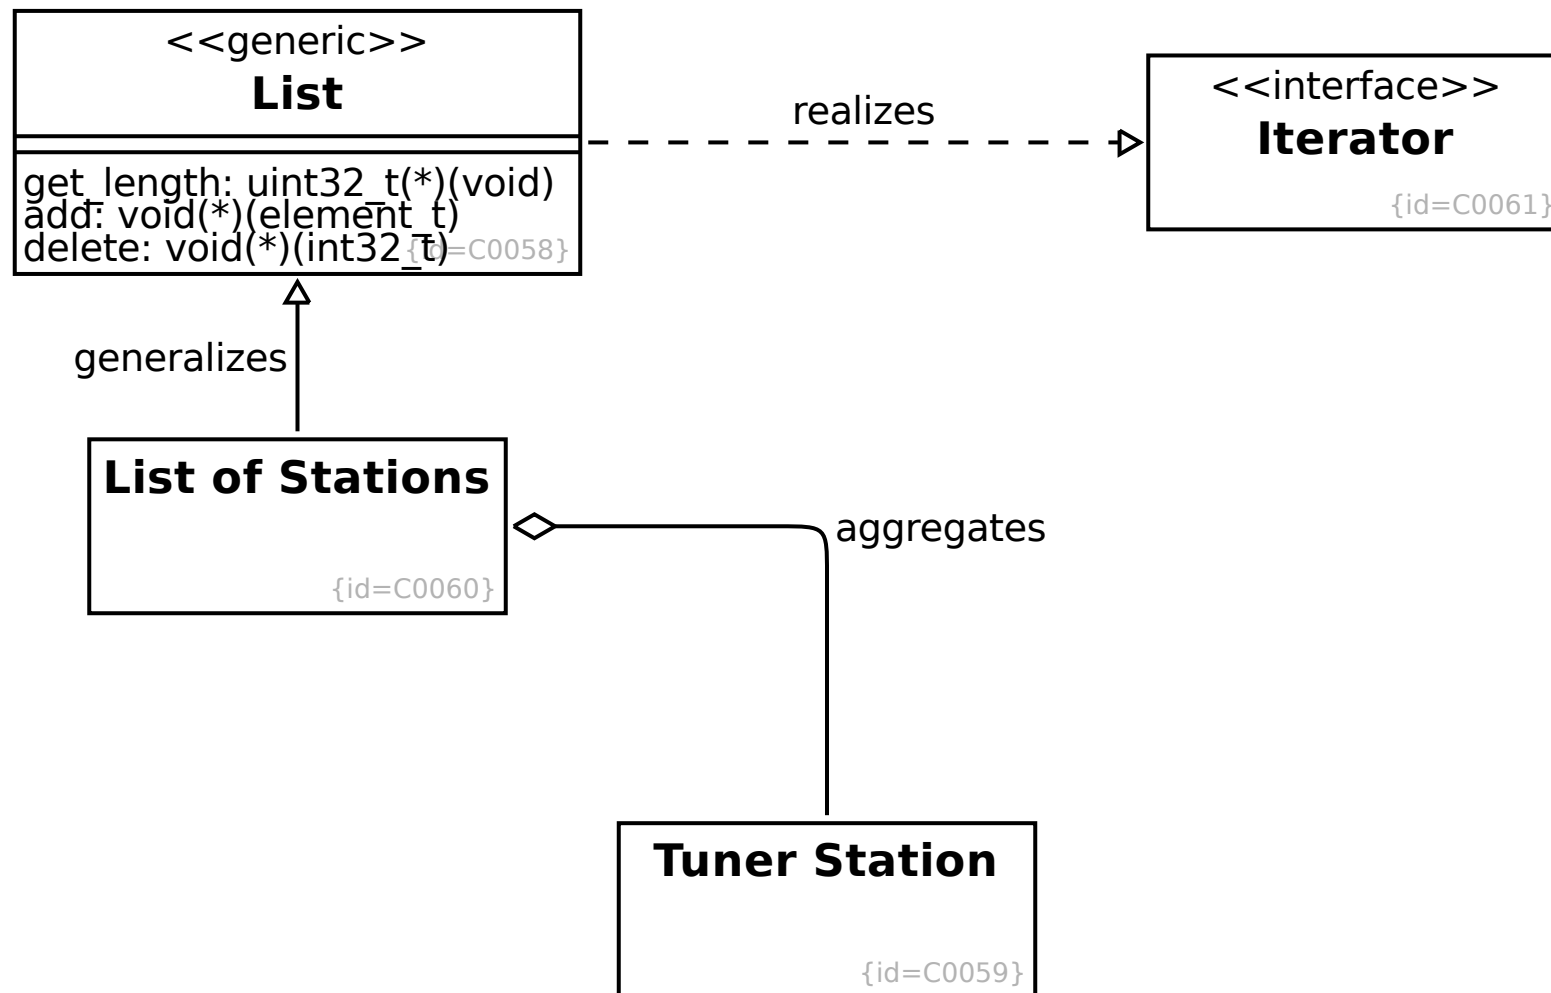 <<generic>>
List
get_length: uint32_t(*)(void)
add: void(*)(element_t)
delete: void(*)(int32_t)
{id=C0058}
realizes
<<interface>>
Iterator
{id=C0061}
generalizes
List of Stations
{id=C0060}
aggregates
Tuner Station
{id=C0059}